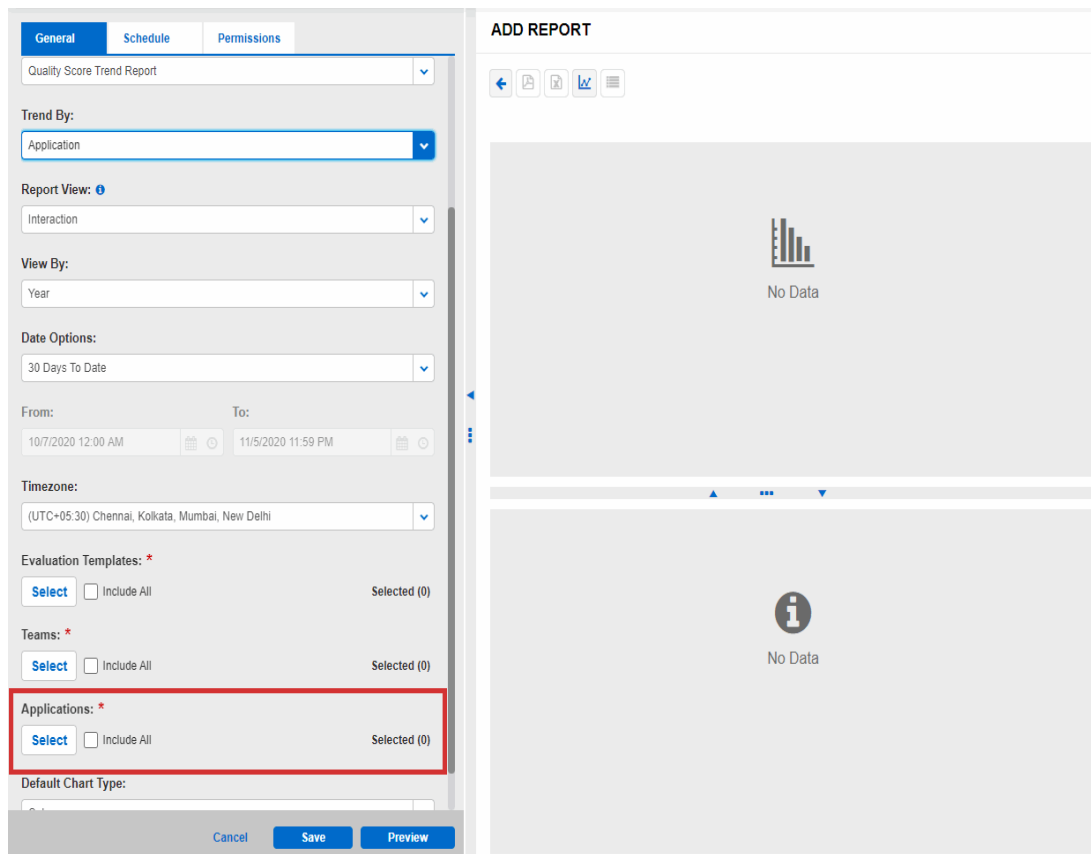 General Schedule Permissions
Quality Score Trend Report
Trend By:
Application
Report View:
Interaction
View By:
Year
Date Options:
30 Days To Date
From: To:
10/7/2020 12:00 AM 11/5/2020 11:59 PM
Timezone:
(UTC+05:30) Chennai, Kolkata, Mumbai, New Delhi
Evaluation Templates: *
Select Include All Selected (0)
Teams: *
Select Include All Selected (0)
Applications: *
Select Include All Selected (0)
Default Chart Type:
Cancel Save Preview
ADD REPORT
No Data
No Data